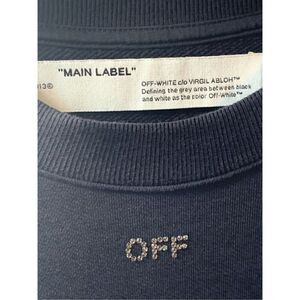 "MAIN LABEL"
OFF-WHITE c/o VIRGIL ABLOH™
Defining the grey area between black
and white as the color Off-White™
013®
OFF